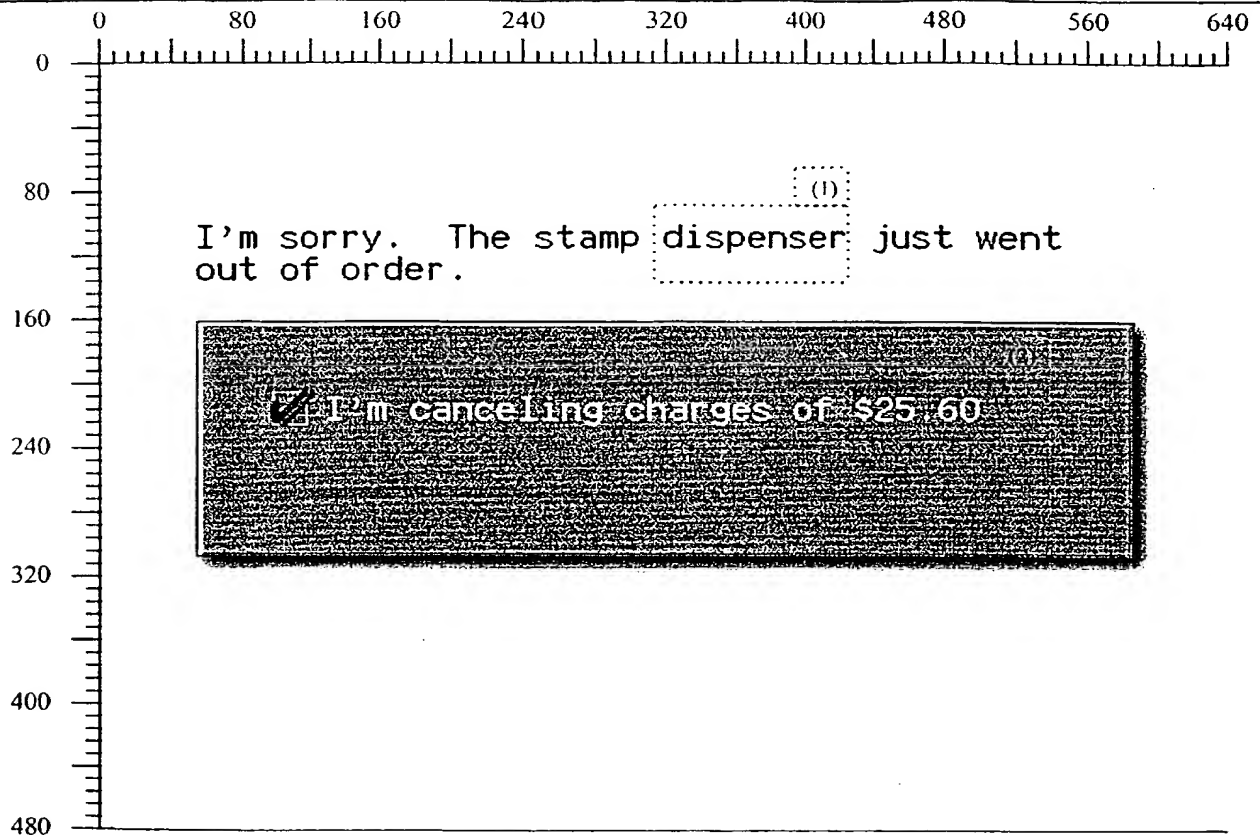 0 80 160 240 320 400 480 560 640
0
80
(1)
I'm sorry. The stamp dispenser just went
out of order.
160
(2)
I'm canceling charges of $25.60
240
320
400
480